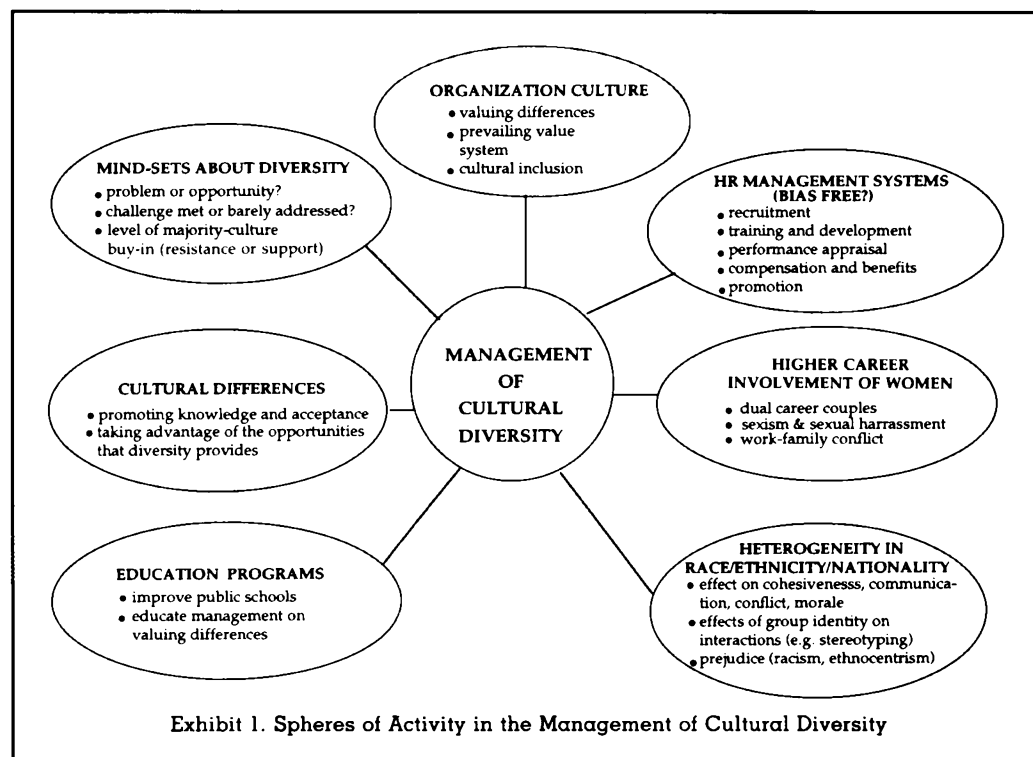 ORGANIZATION CULTURE
• valuing differences
• prevailing value
system
• cultural inclusion
MIND-SETS ABOUT DIVERSITY
• problem or opportunity?
• challenge met or barely addressed?
• level of majority-culture
buy-in (resistance or support)
HR MANAGEMENT SYSTEMS
(BIAS FREE?)
• recruitment
• training and development
• performance appraisal
• compensation and benefits
• promotion
MANAGEMENT
OF
CULTURAL
DIVERSITY
CULTURAL DIFFERENCES
• promoting knowledge and acceptance
• taking advantage of the opportunities
that diversity provides
HIGHER CAREER
INVOLVEMENT OF WOMEN
• dual career couples
• sexism & sexual harrassment
• work-family conflict
EDUCATION PROGRAMS
• improve public schools
• educate management on
valuing differences
HETEROGENEITY IN
RACE/ETHNICITY/NATIONALITY
• effect on cohesivenesss, communica-
tion, conflict, morale
• effects of group identity on
interactions (e.g. stereotyping)
• prejudice (racism, ethnocentrism)
Exhibit 1. Spheres of Activity in the Management of Cultural Diversity